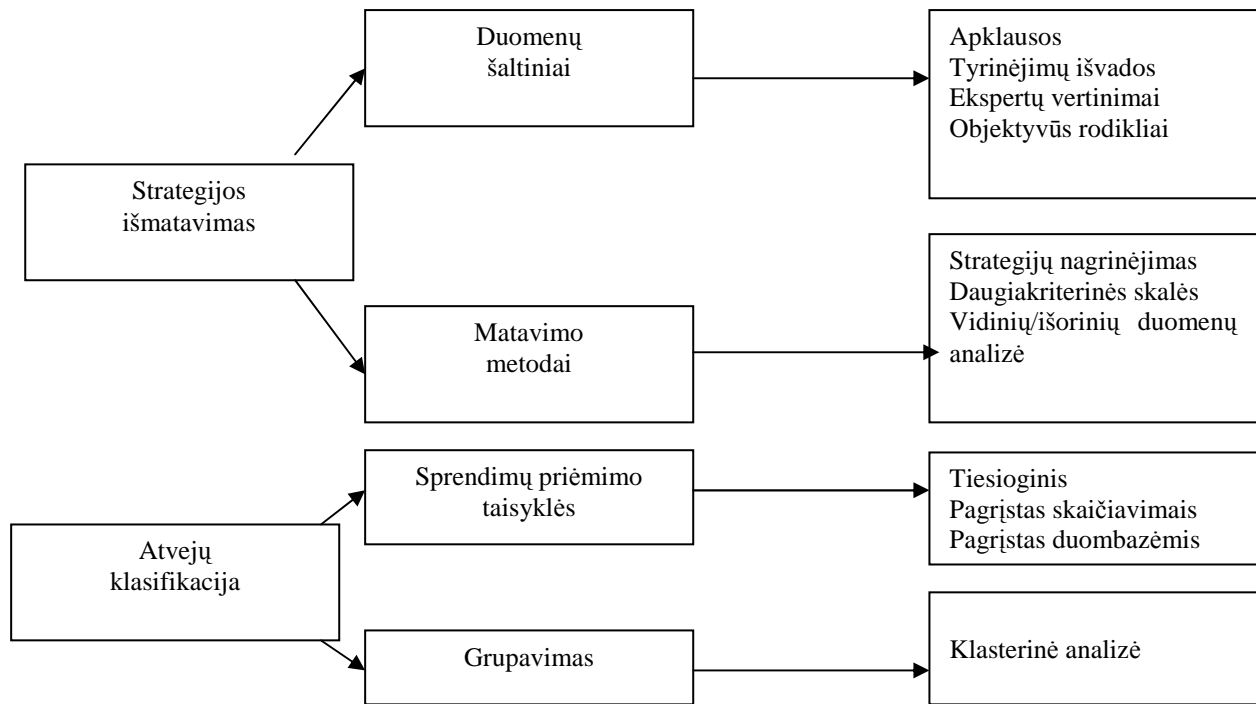 Duomenų
šaltiniai
Apklausos
Tyrinėjimų išvados
Ekspertų vertinimai
Objektyvūs rodikliai
Strategijos
išmatavimas
Matavimo
metodai
Strategijų nagrinėjimas
Daugiakriterinės skalės
Vidinių/išorinių duomenų
analizė
Atvejų
klasifikacija
Sprendimų priėmimo
taisyklės
Tiesioginis
Pagrįstas skaičiavimais
Pagrįstas duombazėmis
Grupavimas
Klasterinė analizė